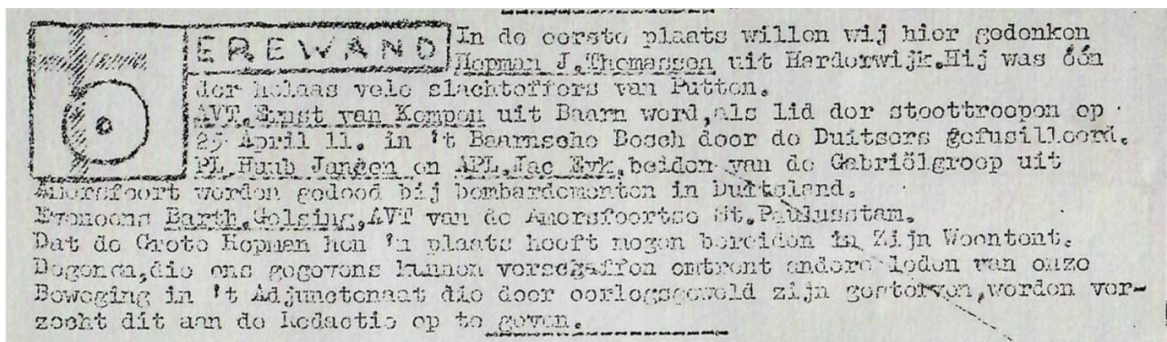 EREWAND
In de eerste plaats willen wij hier gedenken
Hopman J.Thomassen uit Harderwijk.Hij was één
der helaas vele slachtoffers van Putten.
AVT.Ernst van Kempen uit Baarn werd,als lid der stoottroepen op
25 April 11. in 't Baarnsche Bosch door de Duitsers gefusilleerd.
PL.Huub Jansen en APL.Jac Eyk,beiden van de Gabriëlgroep uit
Amersfoort werden gedood bij bombardementen in Duitsland.
Eveneens Barth.Gelsing,AVT van de Amersfoortse St.Paulusstam.
Dat de Grote Hopman hen 'n plaats heeft mogen bereiden in Zijn Woontent.
Degenen,die ons gegevens kunnen verschaffen omtrent andere leden van onze
Beweging in 't Adjunctenaat die door oorlogsgeweld zijn gestorven,worden ver-
zocht dit aan de Redactie op te geven.